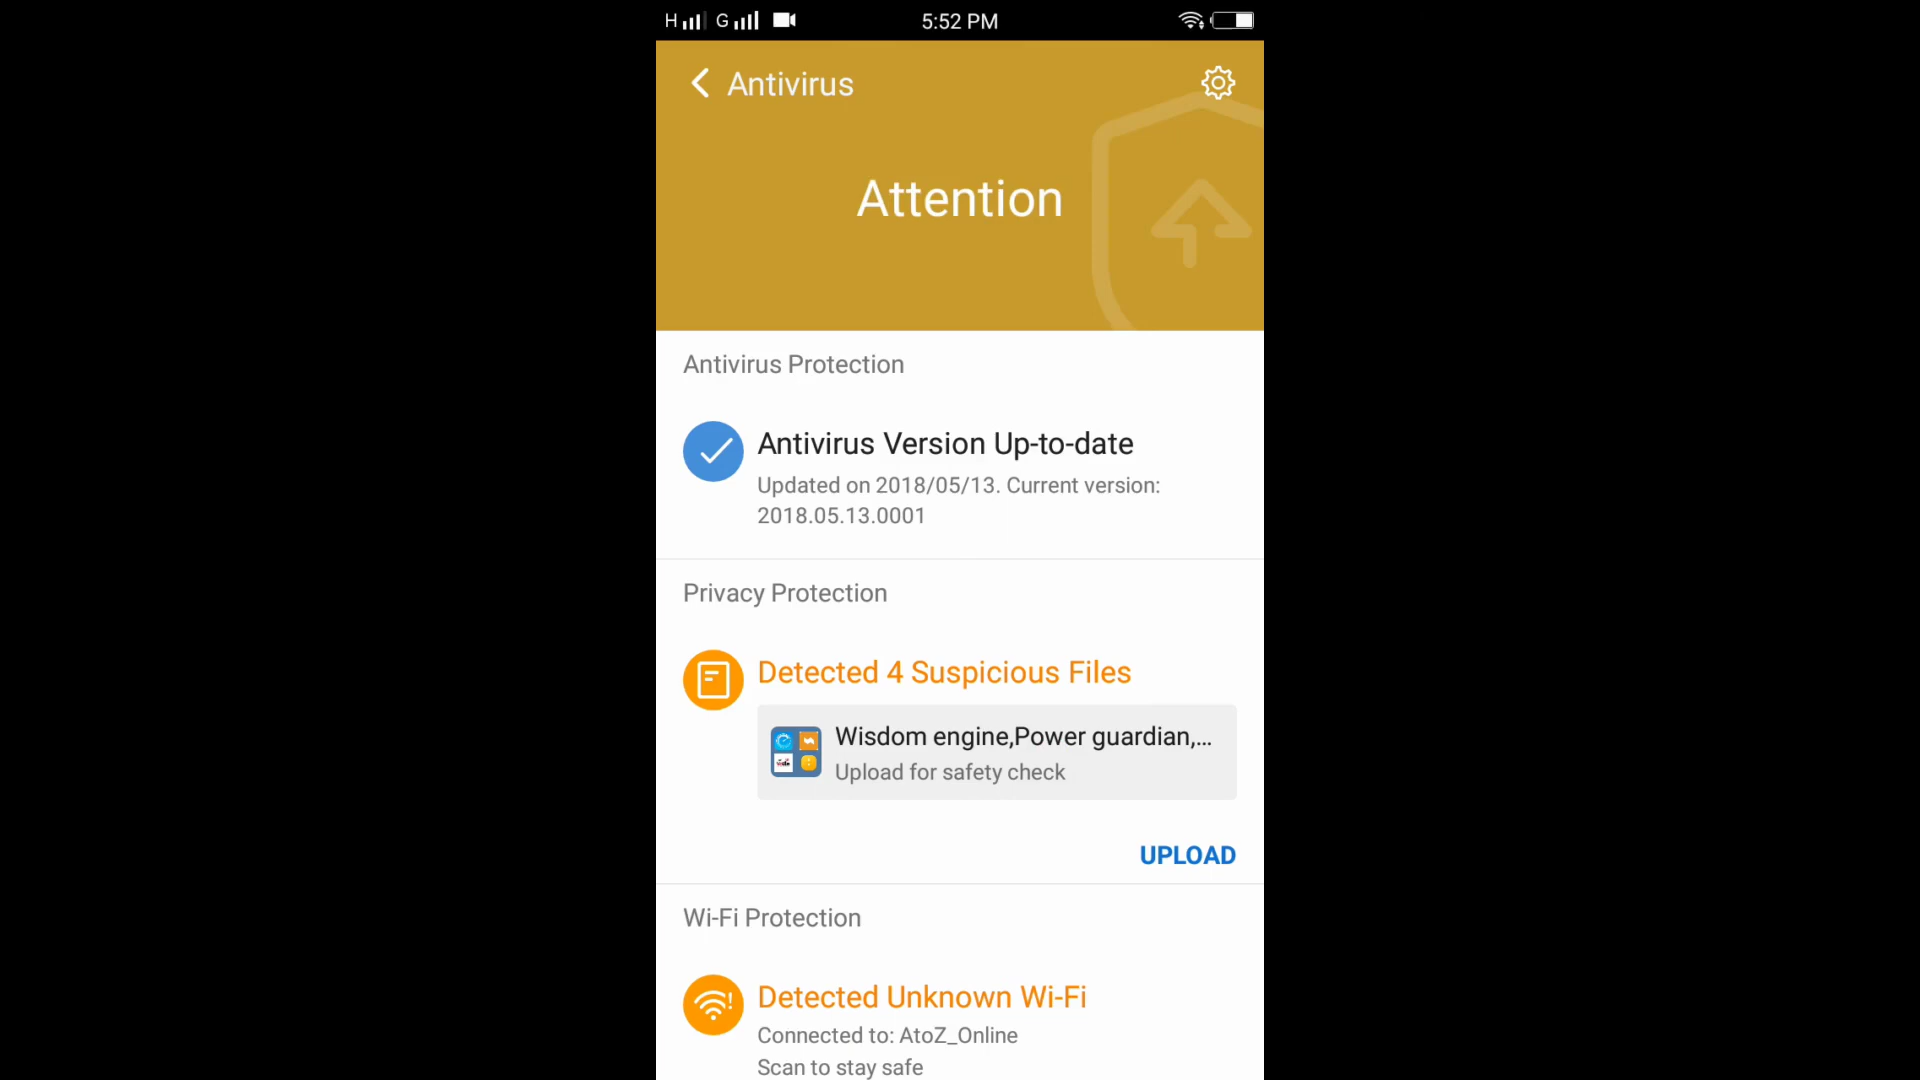 H G 5:52 PM
Antivirus
Attention
Antivirus Protection
Antivirus Version Up-to-date
Updated on 2018/05/13. Current version:
2018.05.13.0001
Privacy Protection
Detected 4 Suspicious Files
Wisdom engine,Power guardian,...
Upload for safety check
UPLOAD
Wi-Fi Protection
Detected Unknown Wi-Fi
Connected to: AtoZ_Online
Scan to stay safe